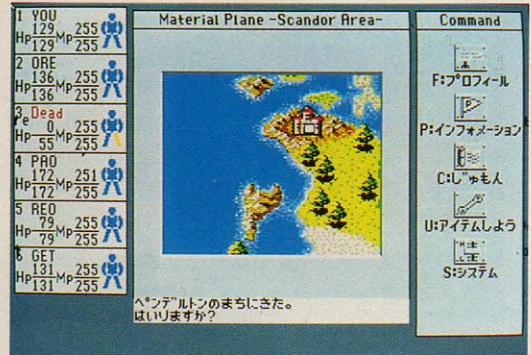 1 YOU
Hp 129/129 Mp 255/255
2 ORE
Hp 136/136 Mp 255/255
3 Dead
Hp 0/55 Mp 255/255
4 PAO
Hp 172/172 Mp 251/255
5 REO
Hp 79/79 Mp 255/255
6 GET
Hp 131/131 Mp 255/255
Material Plane -Scandor Area-
ペンデルトンのまちにきた。
はいりますか?
Command
F:プロフィール
P:インフォメーション
C:じゅもん
U:アイテムしよう
S:システム